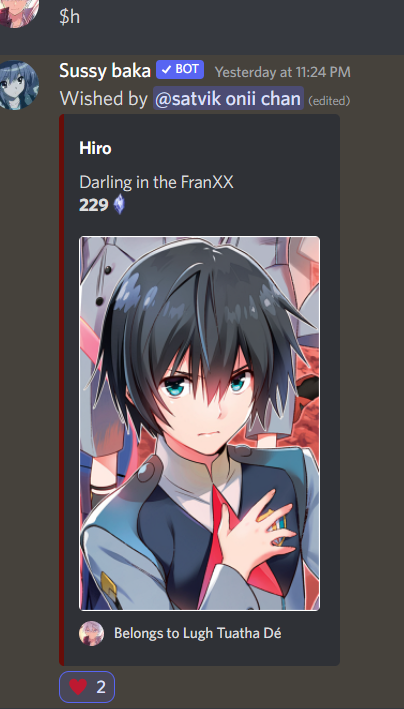 $h
Sussy baka ✓ BOT Yesterday at 11:24 PM
Wished by @satvik onii chan (edited)
Hiro
Darling in the FranXX
229
Belongs to Lugh Tuatha Dé
2